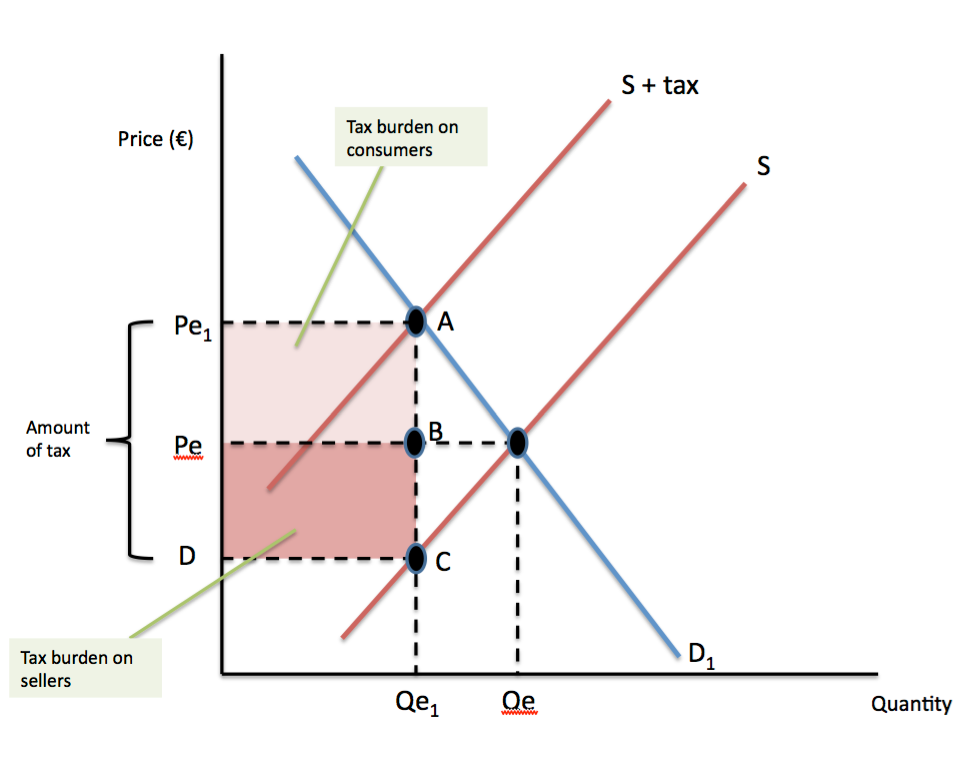 S + tax
Tax burden on
consumers
Price (€)
S
Pe1
A
Amount
of tax
Pe
B
D
C
Tax burden on
sellers
D1
Qe1
Qe
Quantity